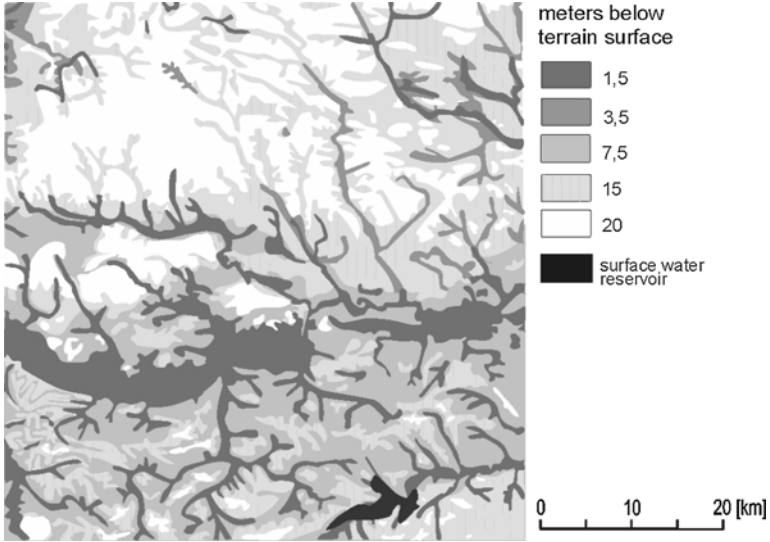 meters below
terrain surface
1,5
3,5
7,5
15
20
surface water
reservoir
0 10 20 [km]